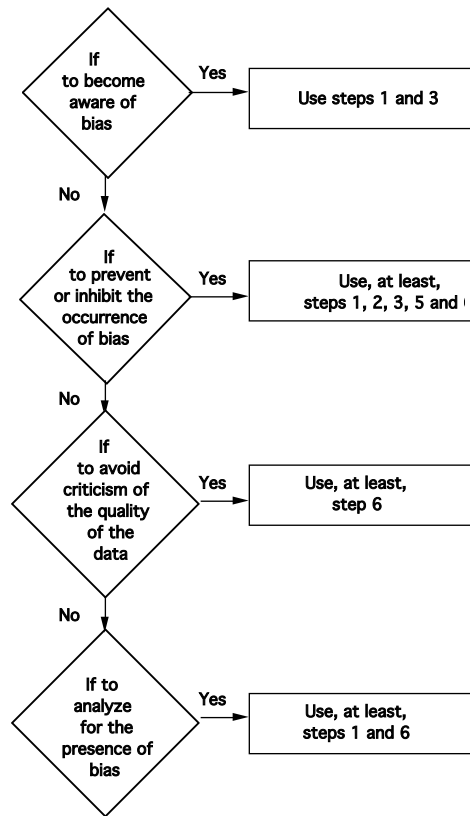 If
to become
aware of
bias
Yes
Use steps 1 and 3
No
If
to prevent
or inhibit the
occurrence
of bias
Yes
Use, at least,
steps 1, 2, 3, 5 and
No
If
to avoid
criticism of
the quality
of the
data
Yes
Use, at least,
step 6
No
If to
analyze
for the
presence of
bias
Yes
Use, at least,
steps 1 and 6